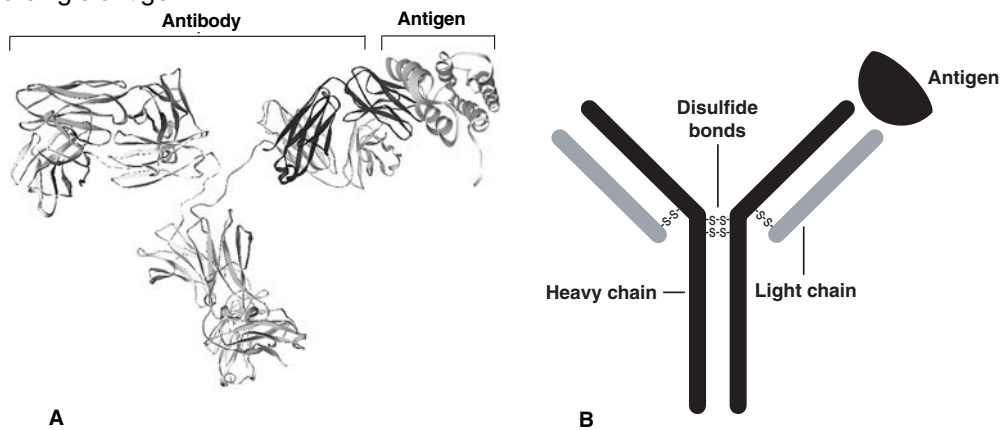 Antibody
Antigen
Antigen
Disulfide
bonds
-S-S-
-S-S-
-S-S-
-S-S-
Heavy chain
Light chain
A
B